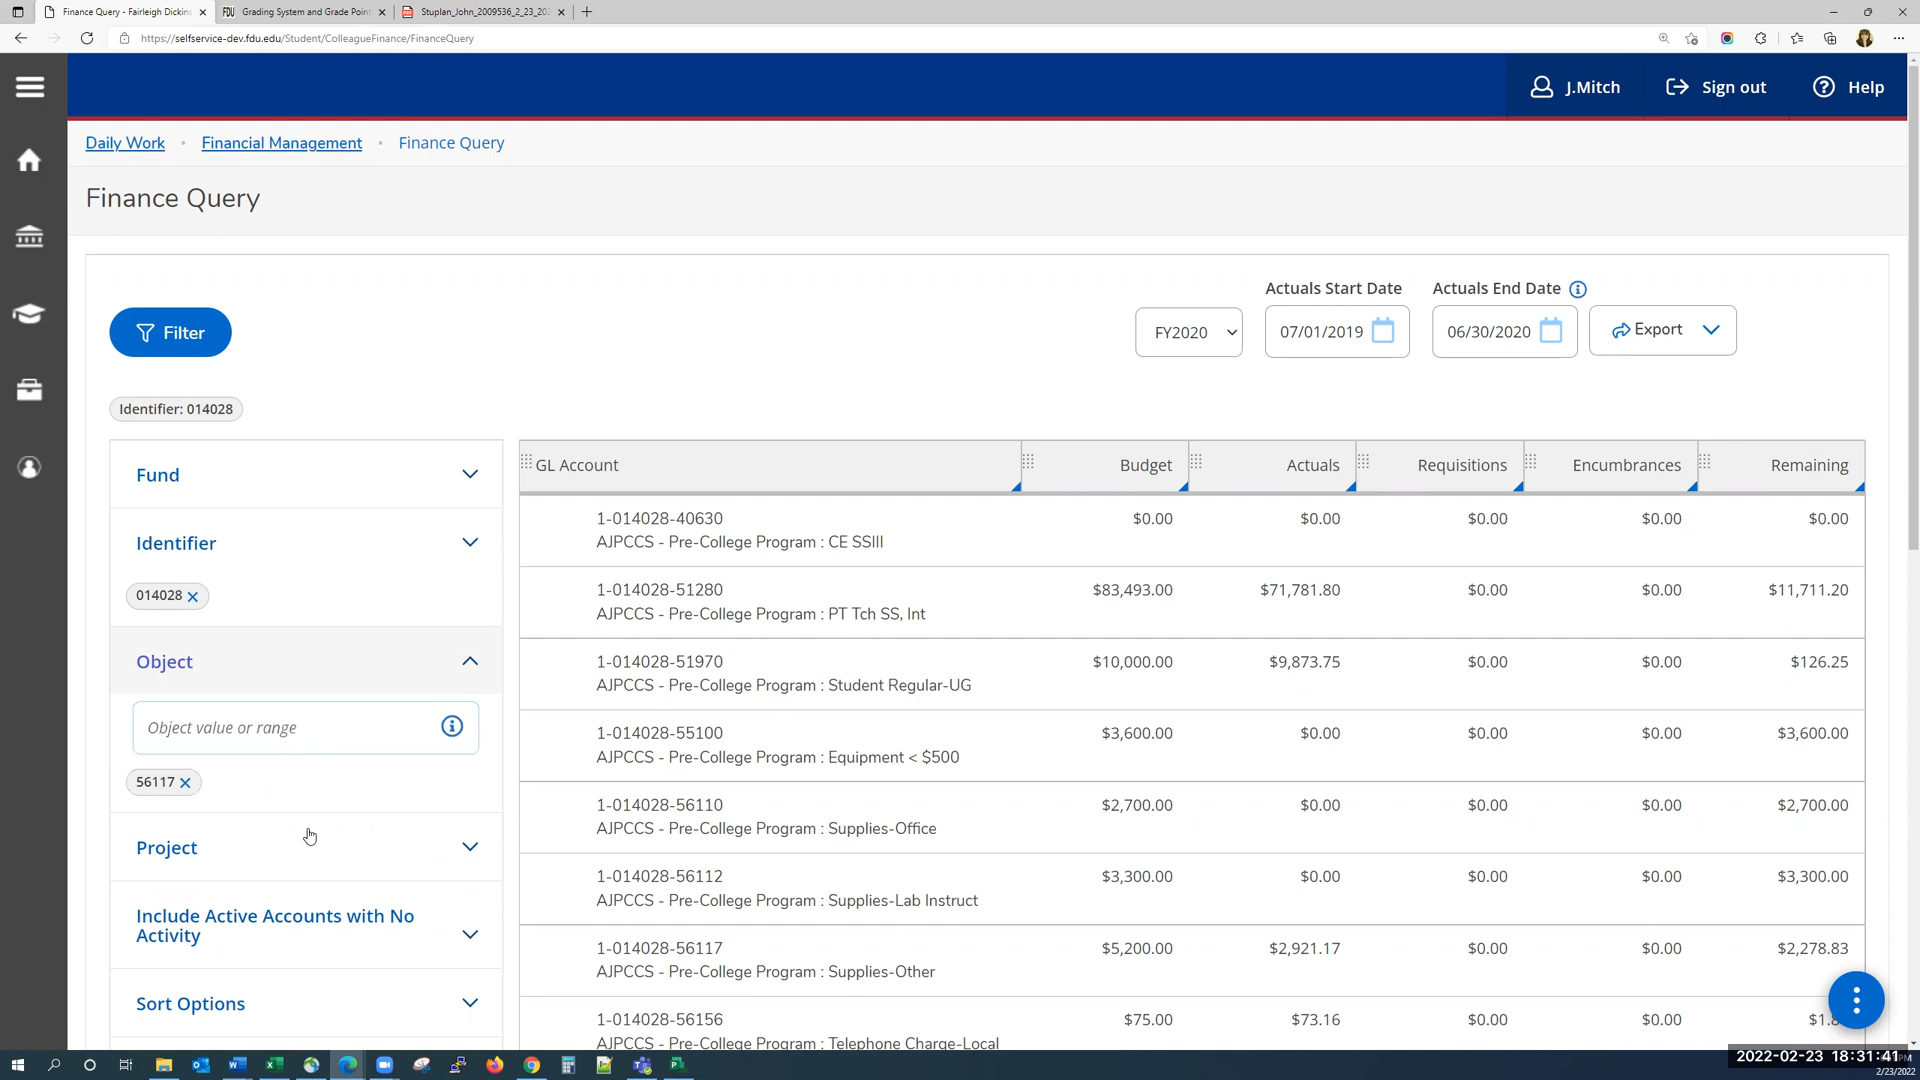 Finance Query - Fairleigh Dickins
Grading System and Grade Point
Stuplan_John_2009536_2_23_20
https://selfservice-dev.fdu.edu/Student/ColleagueFinance/FinanceQuery
J.Mitch
Sign out
Help
Daily Work
Financial Management
Finance Query
Finance Query
Actuals Start Date
Actuals End Date
Filter
FY2020
07/01/2019
06/30/2020
Export
Identifier: 014028
Fund
Identifier
014028
Object
Object value or range
56117
Project
Include Active Accounts with No
Activity
Sort Options
GL Account Budget Actuals Requisitions Encumbrances Remaining
1-014028-40630 $0.00 $0.00 $0.00 $0.00 $0.00
AJPCCS - Pre-College Program : CE SSIII
1-014028-51280 $83,493.00 $71,781.80 $0.00 $0.00 $11,711.20
AJPCCS - Pre-College Program : PT Tch SS, Int
1-014028-51970 $10,000.00 $9,873.75 $0.00 $0.00 $126.25
AJPCCS - Pre-College Program : Student Regular-UG
1-014028-55100 $3,600.00 $0.00 $0.00 $0.00 $3,600.00
AJPCCS - Pre-College Program : Equipment < $500
1-014028-56110 $2,700.00 $0.00 $0.00 $0.00 $2,700.00
AJPCCS - Pre-College Program : Supplies-Office
1-014028-56112 $3,300.00 $0.00 $0.00 $0.00 $3,300.00
AJPCCS - Pre-College Program : Supplies-Lab Instruct
1-014028-56117 $5,200.00 $2,921.17 $0.00 $0.00 $2,278.83
AJPCCS - Pre-College Program : Supplies-Other
1-014028-56156 $75.00 $73.16 $0.00 $0.00
AJPCCS - Pre-College Program : Telephone Charge-Local
2022-02-23 18:31:41
2/23/2022